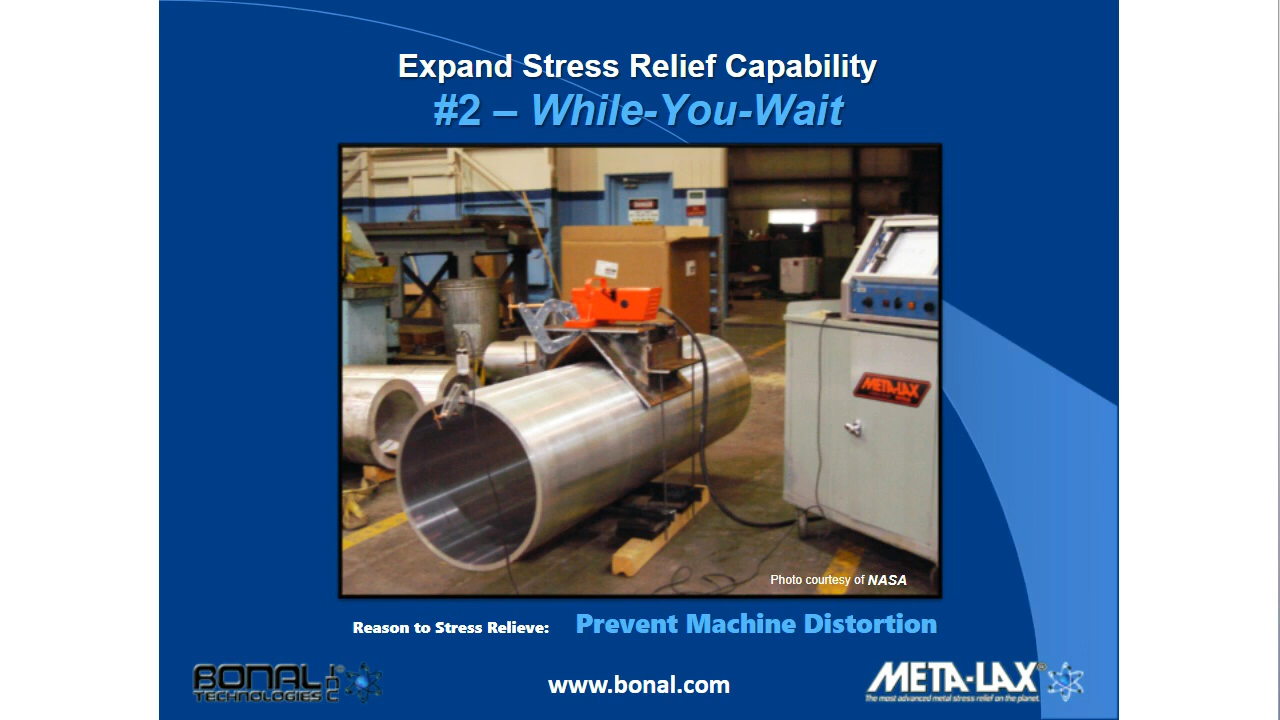 Expand Stress Relief Capability
#2 – While-You-Wait
DANGER
META-LAX
Photo courtesy of NASA
Reason to Stress Relieve: Prevent Machine Distortion
BONAL INC
TECHNOLOGIES
www.bonal.com
META-LAX®
The most advanced metal stress relief on the planet.